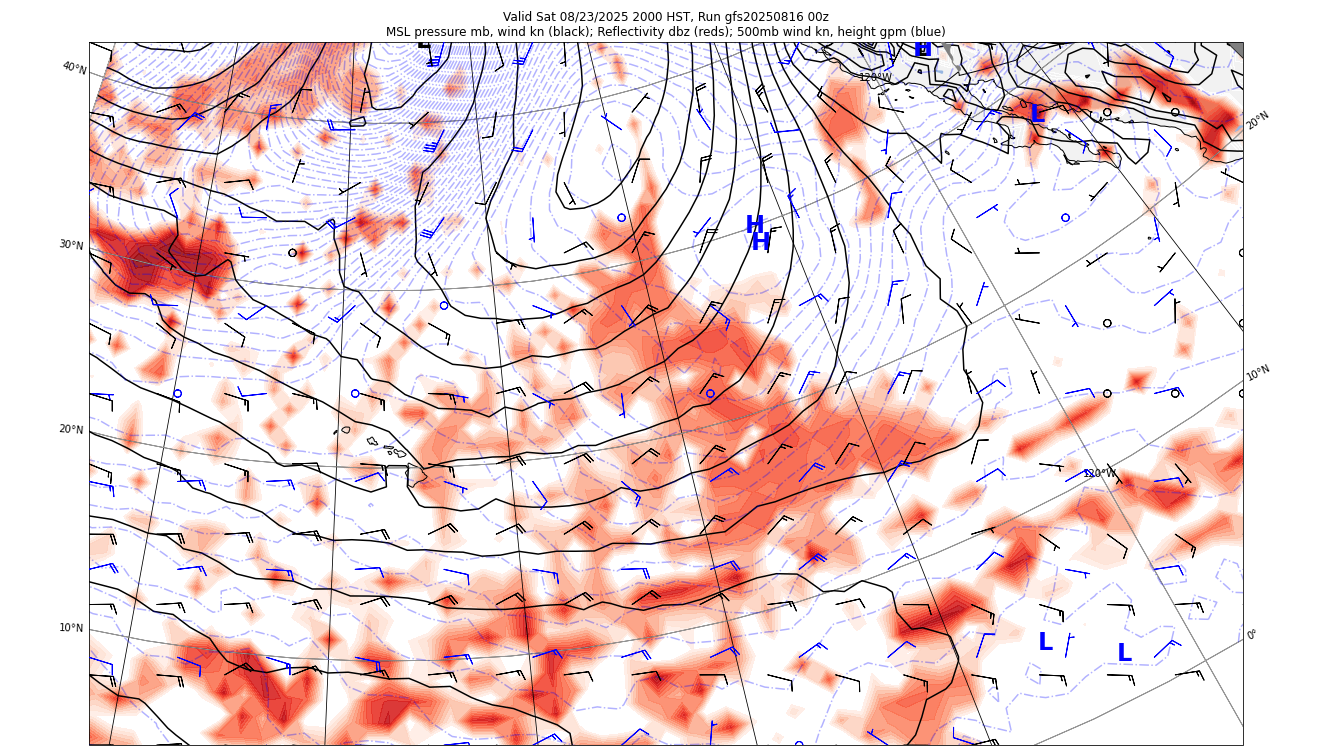 Valid Sat 08/23/2025 2000 HST, Run gfs20250816 00z
MSL pressure mb, wind kn (black); Reflectivity dbz (reds); 500mb wind kn, height gpm (blue)
H
40°N
120°W
L
20°N
H
H
30°N
10°N
20°N
120°W
10°N
0°
L
L